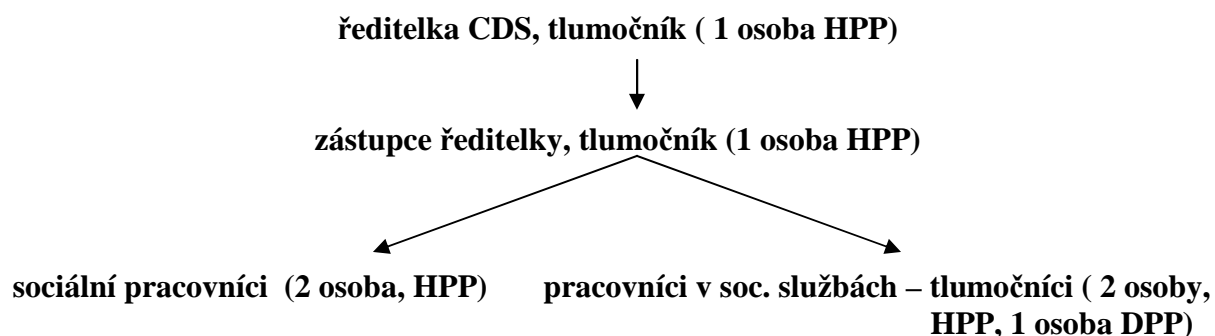 ředitelka CDS, tlumočník ( 1 osoba HPP)
zástupce ředitelky, tlumočník (1 osoba HPP)
sociální pracovníci (2 osoba, HPP)
pracovníci v soc. službách – tlumočníci ( 2 osoby,
HPP, 1 osoba DPP)